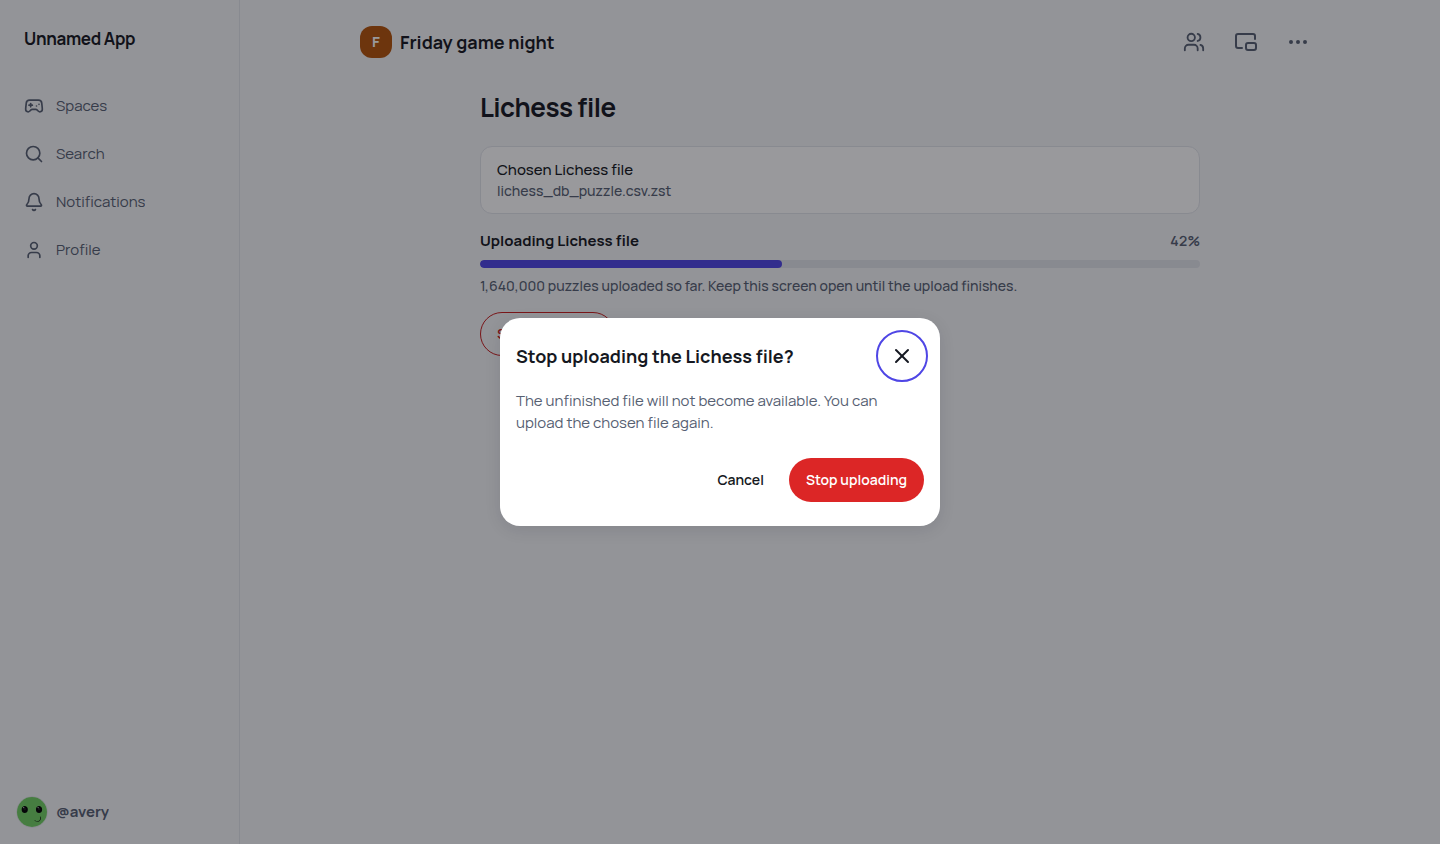 Unnamed App
Spaces
Search
Notifications
Profile
@avery
F
Friday game night
Lichess file
Chosen Lichess file
lichess_db_puzzle.csv.zst
Uploading Lichess file
42%
1,640,000 puzzles uploaded so far. Keep this screen open until the upload finishes.
Stop uploading the Lichess file?
The unfinished file will not become available. You can
upload the chosen file again.
Cancel
Stop uploading